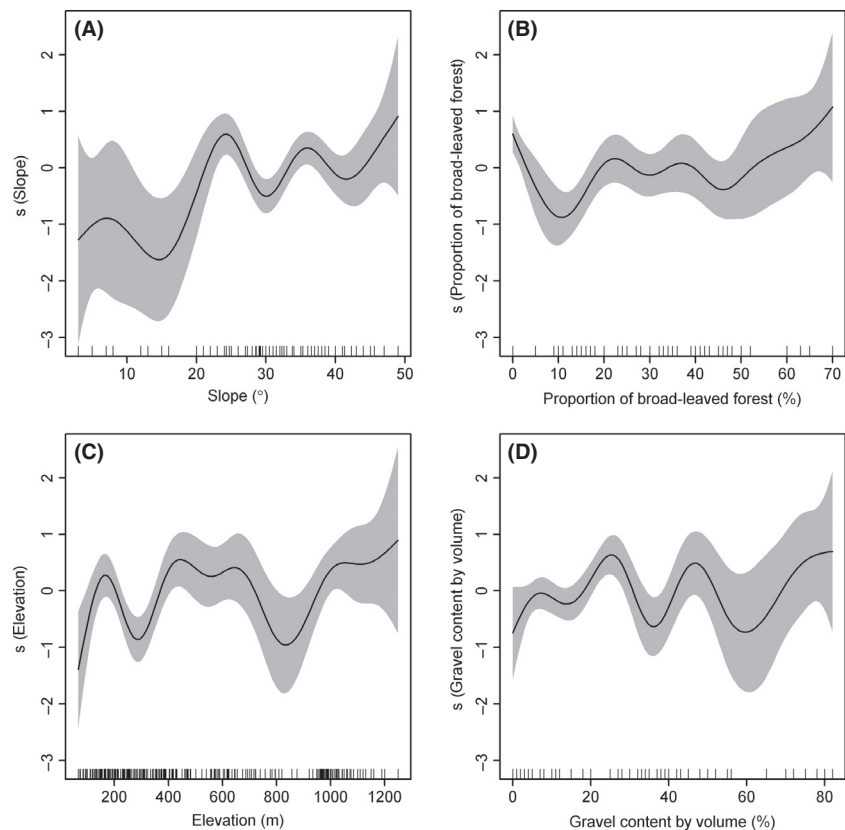 (A)
2
1
0
-1
-2
-3
s (Slope)
10 20 30 40 50
Slope (°)
(B)
2
1
0
-1
-2
-3
s (Proportion of broad-leaved forest)
0 10 20 30 40 50 60 70
Proportion of broad-leaved forest (%)
(C)
2
1
0
-1
-2
-3
s (Elevation)
200 400 600 800 1000 1200
Elevation (m)
(D)
2
1
0
-1
-2
-3
s (Gravel content by volume)
0 20 40 60 80
Gravel content by volume (%)